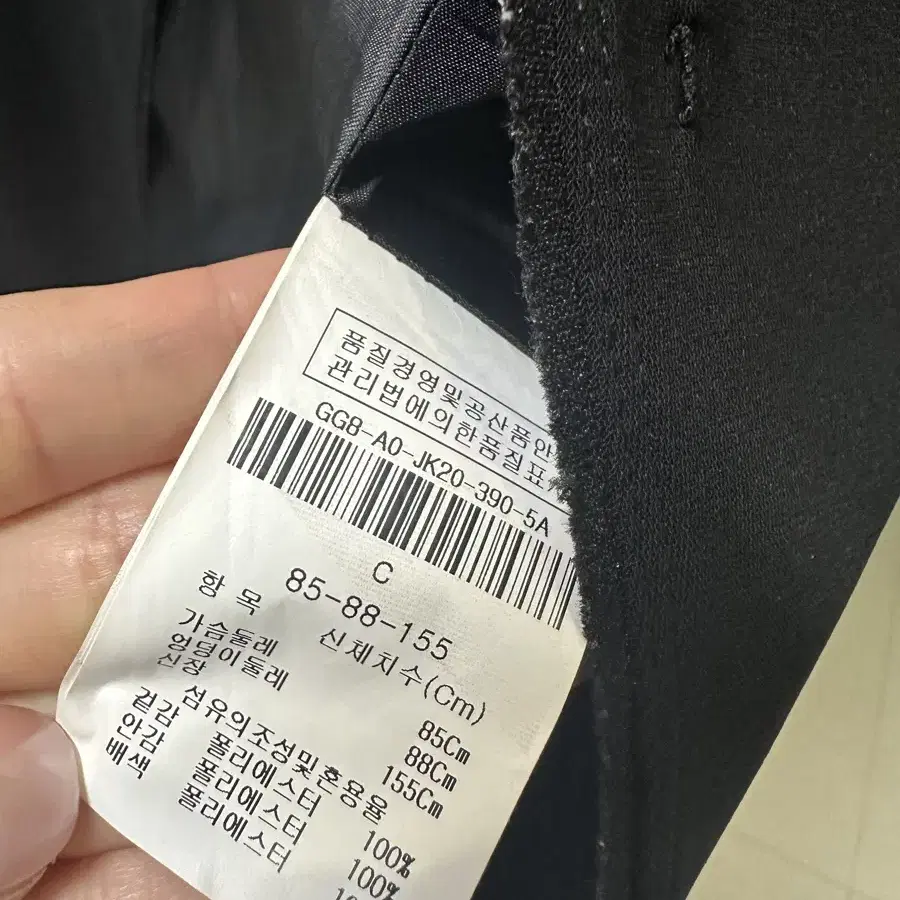 품질경영및공산품안
관리법에의한품질표
GG8-A0-JK20-390-5A
C
85-88-155
항 목 신체치수(Cm)
가슴둘레 85Cm
엉덩이둘레 88Cm
신장 155Cm
섬유의조성및혼용율
겉감 폴리에스터 100%
안감 폴리에스터 100%
배색 폴리에스터